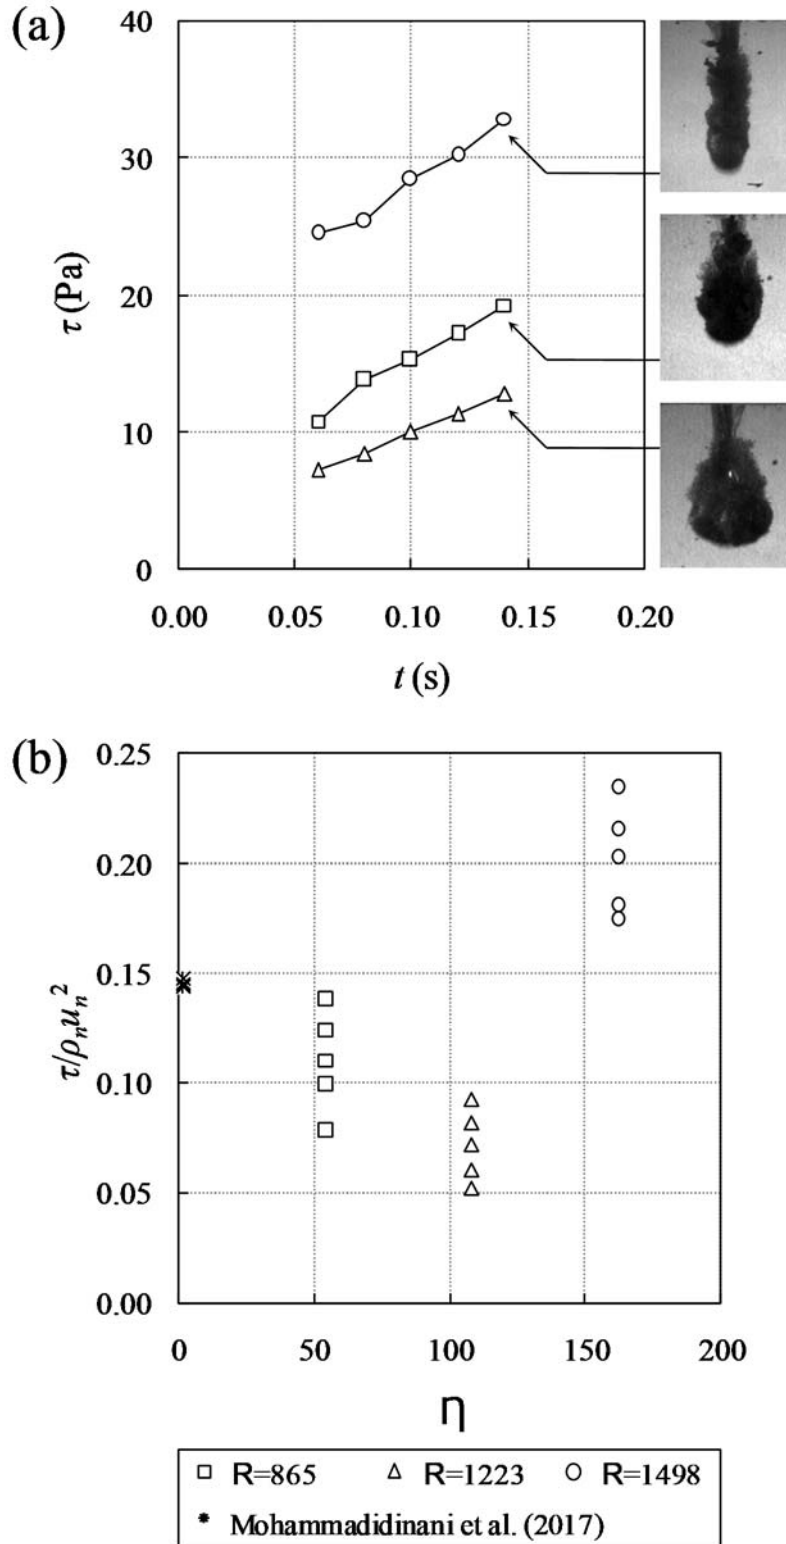 (a)
40
30
20
10
0
τ (Pa)
0.00 0.05 0.10 0.15 0.20
t (s)
(b)
0.25
0.20
0.15
0.10
0.05
0.00
τ/ρₙuₙ²
0 50 100 150 200
η
R=865 R=1223 R=1498
Mohammadidinani et al. (2017)